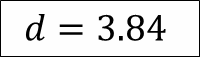 d = 3.84